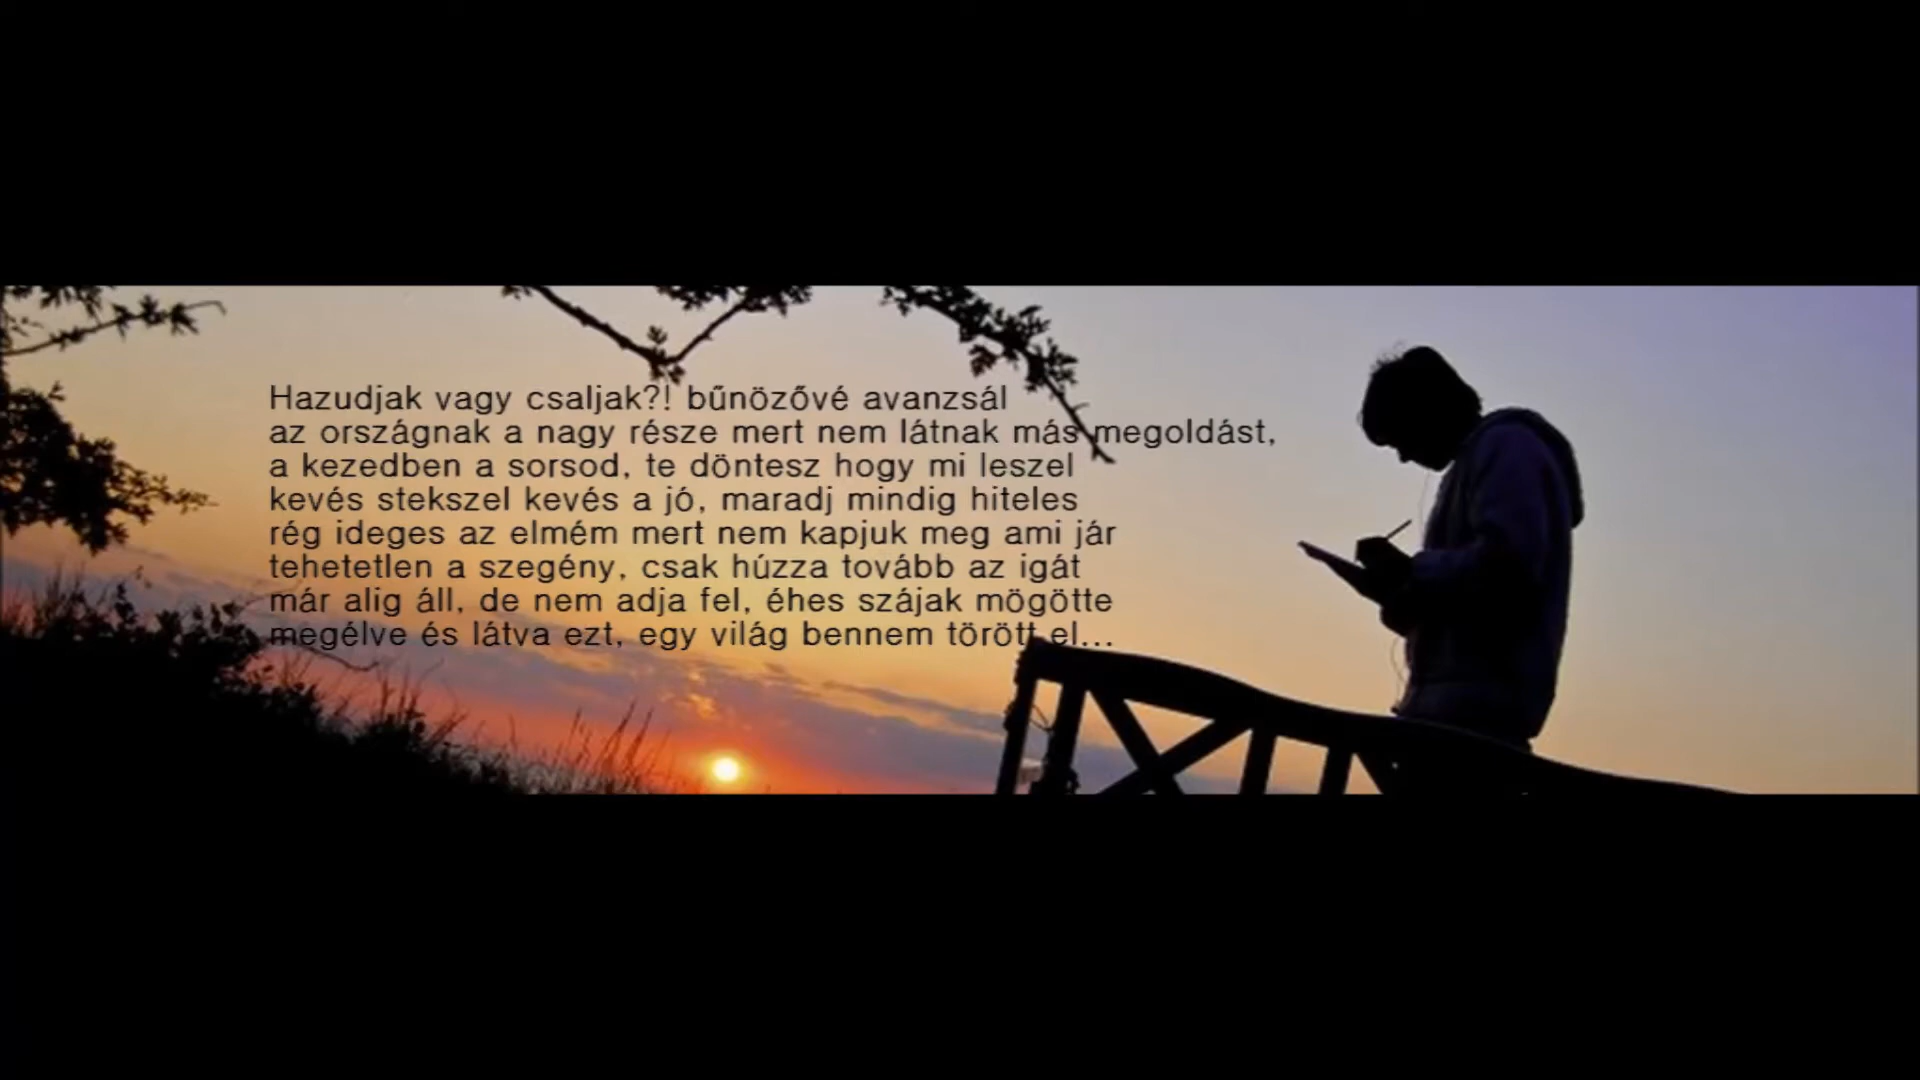 Hazudjak vagy csaljak?! bűnözővé avanzsál
az országnak a nagy része mert nem látnak más megoldást,
a kezedben a sorsod, te döntesz hogy mi leszel
kevés stekszel kevés a jó, maradj mindig hiteles
rég ideges az elmém mert nem kapjuk meg ami jár
tehetetlen a szegény, csak húzza tovább az igát
már alig áll, de nem adja fel, éhes szájak mögötte
megélve és látva ezt, egy világ bennem törött el...